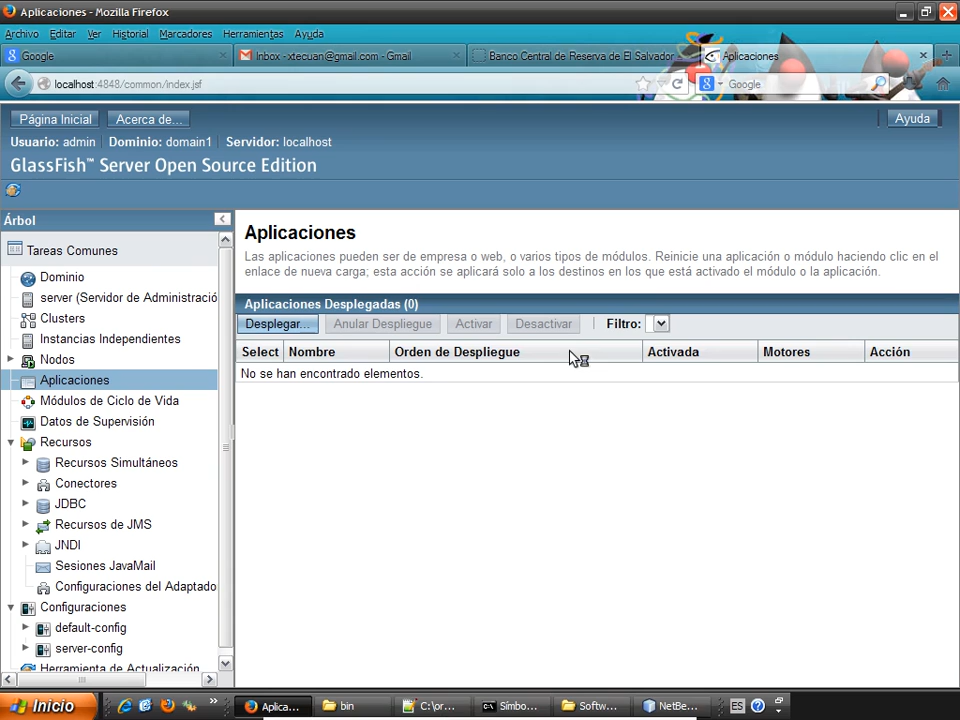 Aplicaciones - Mozilla Firefox
Archivo Editar Ver Historial Marcadores Herramientas Ayuda
Google
Inbox - xtecuan@gmail.com - Gmail
Banco Central de Reserva de El Salvador
Aplicaciones
localhost:4848/common/index.jsf
Google
Página Inicial
Acerca de...
Ayuda
Usuario: admin Dominio: domain1 Servidor: localhost
GlassFish™ Server Open Source Edition
Árbol
Tareas Comunes
Dominio
server (Servidor de Administració
Clusters
Instancias Independientes
Nodos
Aplicaciones
Módulos de Ciclo de Vida
Datos de Supervisión
Recursos
Recursos Simultáneos
Conectores
JDBC
Recursos de JMS
JNDI
Sesiones JavaMail
Configuraciones del Adaptado
Configuraciones
default-config
server-config
Herramienta de Actualización
Aplicaciones
Las aplicaciones pueden ser de empresa o web, o varios tipos de módulos. Reinicie una aplicación o módulo haciendo clic en el
enlace de nueva carga; esta acción se aplicará solo a los destinos en los que está activado el módulo o la aplicación.
Aplicaciones Desplegadas (0)
Desplegar... Anular Despliegue Activar Desactivar Filtro:
Select Nombre Orden de Despliegue Activada Motores Acción
No se han encontrado elementos.
Inicio
Aplica...
bin
C:\or...
Símbo...
Softw...
NetBe...
ES